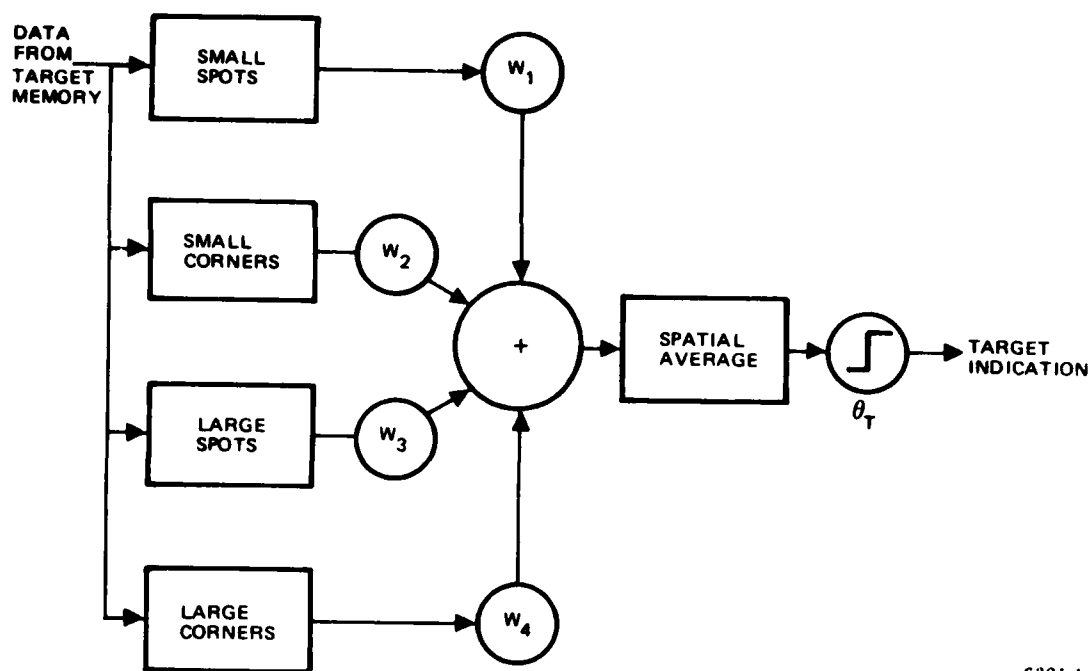 DATA
FROM
TARGET
MEMORY
SMALL
SPOTS
W1
SMALL
CORNERS
W2
+
SPATIAL
AVERAGE
TARGET
INDICATION
θT
LARGE
SPOTS
W3
LARGE
CORNERS
W4